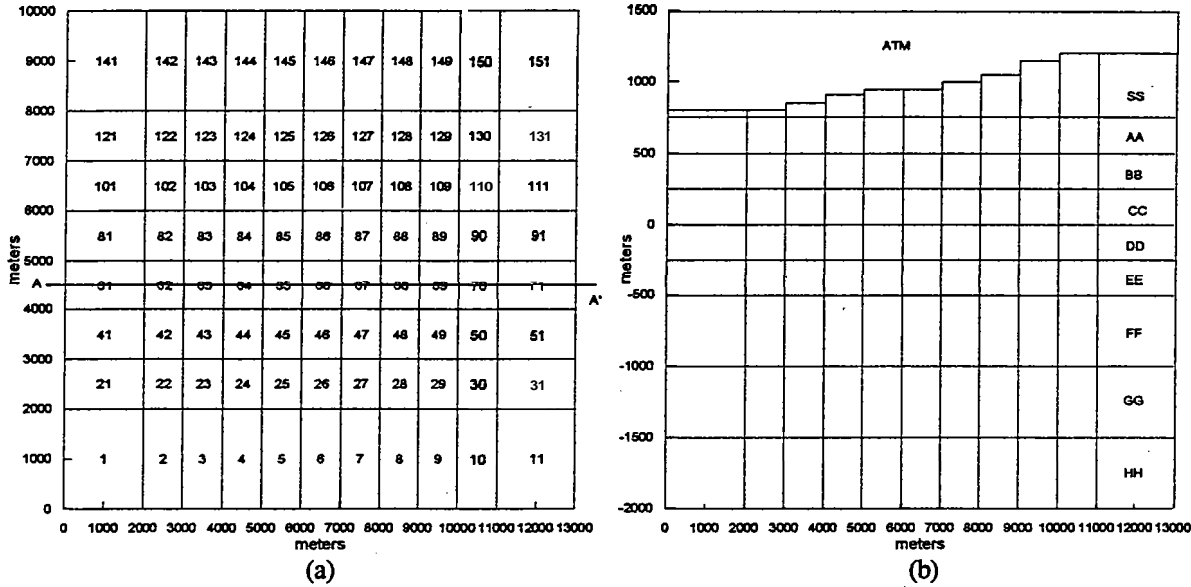 10000
9000
8000
7000
6000
5000
4000
3000
2000
1000
0
meters
141 142 143 144 145 146 147 148 149 150 151
121 122 123 124 125 126 127 128 129 130 131
101 102 103 104 105 106 107 108 109 110 111
81 82 83 84 85 86 87 88 89 90 91
A
A'
41 42 43 44 45 46 47 48 49 50 51
21 22 23 24 25 26 27 28 29 30 31
1 2 3 4 5 6 7 8 9 10 11
0 1000 2000 3000 4000 5000 6000 7000 8000 9000 10000 11000 12000 13000
meters
(a)
1500
1000
500
0
-500
-1000
-1500
-2000
meters
ATM
SS
AA
BB
CC
DD
EE
FF
GG
HH
0 1000 2000 3000 4000 5000 6000 7000 8000 9000 10000 11000 12000 13000
meters
(b)